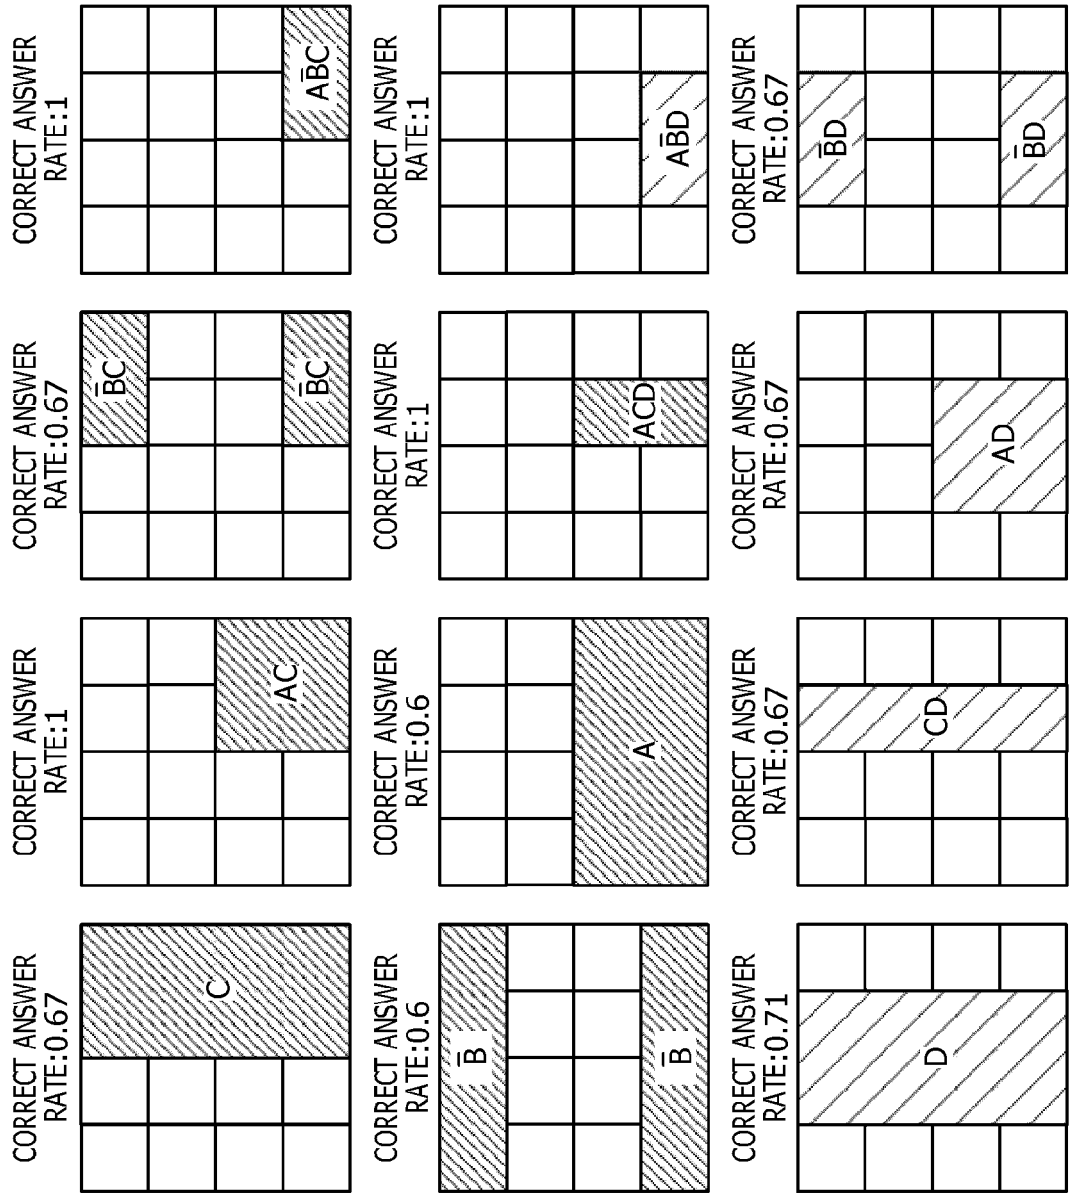 CORRECT ANSWER
RATE:0.67
C
CORRECT ANSWER
RATE:1
AC
CORRECT ANSWER
RATE:0.67
B̅C
B̅C
CORRECT ANSWER
RATE:1
AB̅C
CORRECT ANSWER
RATE:0.6
B̅
B̅
CORRECT ANSWER
RATE:0.6
A
CORRECT ANSWER
RATE:1
ACD
CORRECT ANSWER
RATE:1
AB̅D
CORRECT ANSWER
RATE:0.71
D
CORRECT ANSWER
RATE:0.67
CD
CORRECT ANSWER
RATE:0.67
AD
CORRECT ANSWER
RATE:0.67
B̅D
B̅D